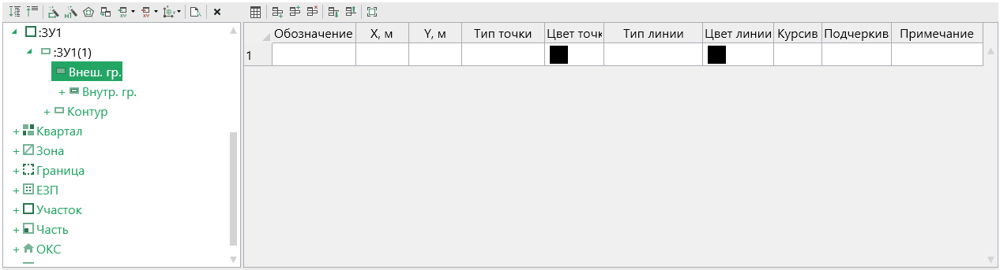 :ЗУ1
:ЗУ1(1)
Внеш. гр.
+ Внутр. гр.
+ Контур
+ Квартал
+ Зона
+ Граница
+ ЕЗП
+ Участок
+ Часть
+ ОКС
Обозначение X, м Y, м Тип точки Цвет точк Тип линии Цвет линии Курсив Подчеркив Примечание
1